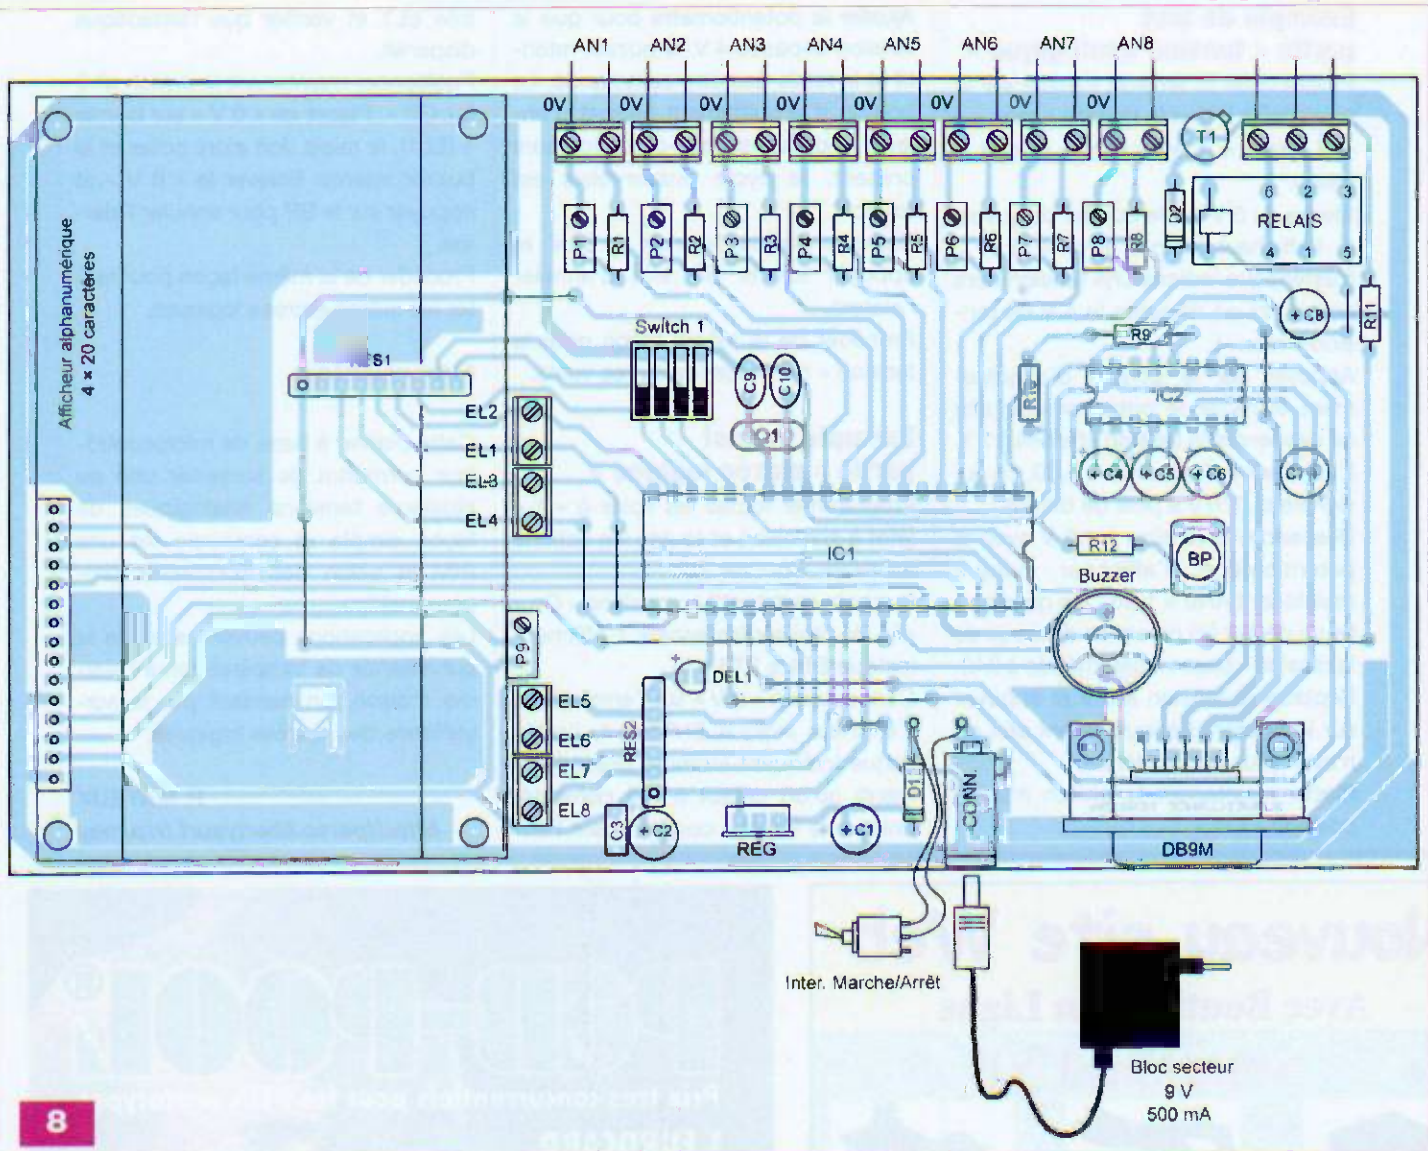 AN1 AN2 AN3 AN4 AN5 AN6 AN7 AN8
0V 0V 0V 0V 0V 0V 0V 0V
T1
P1 R1 P2 R2 P3 R3 P4 R4 P5 R5 P6 R6 P7 R7 P8 R8 D2
6 2 3
RELAIS
4 1 5
Afficheur alphanumérique
4 × 20 caractères
+ C8
R11
Switch 1
R9
C9 C10
R10
IC2
EL2
EL1
EL3
EL4
+ C4 + C5 + C6 C7
IC1
R12
BP
Buzzer
P9
+
DEL1
EL5
EL6
EL7
EL8
RES2
D1
CONN.
C3
+ C2
REG
+ C1
DB9M
Inter. Marche/Arrêt
Bloc secteur
9 V
500 mA
8